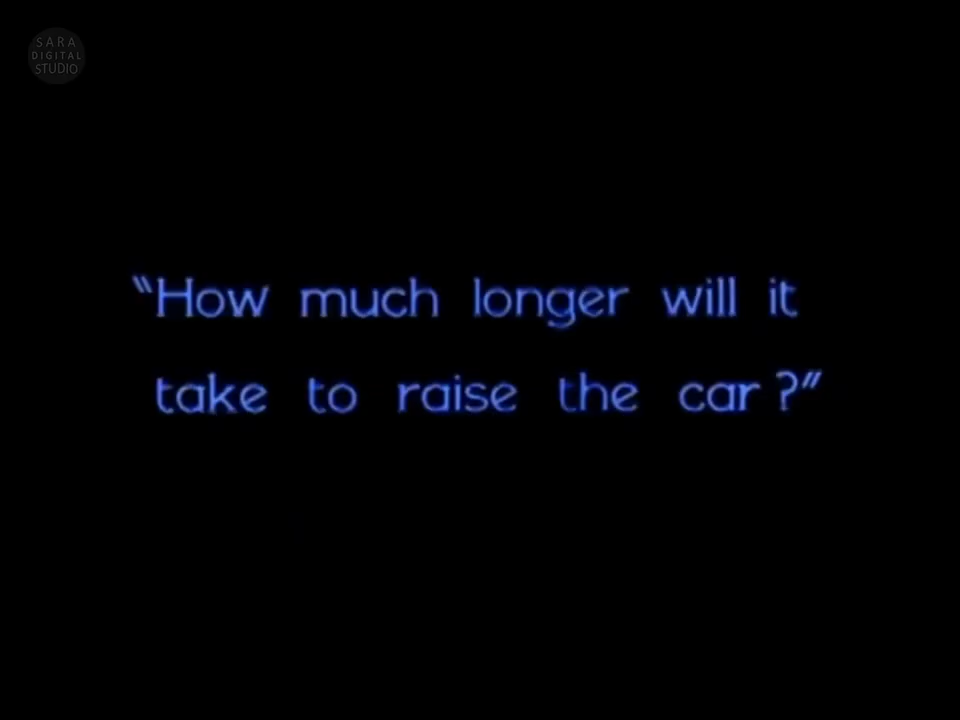 SARA
DIGITAL
STUDIO
"How much longer will it
take to raise the car?"